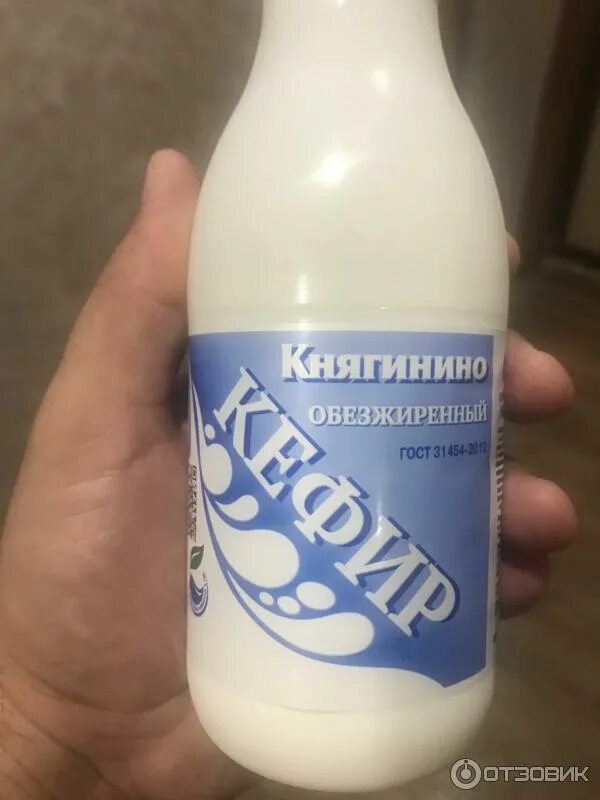 Княгинино
ОБЕЗЖИРЕННЫЙ
ГОСТ 31454-2012
КЕФИР
ОТЗОВИК